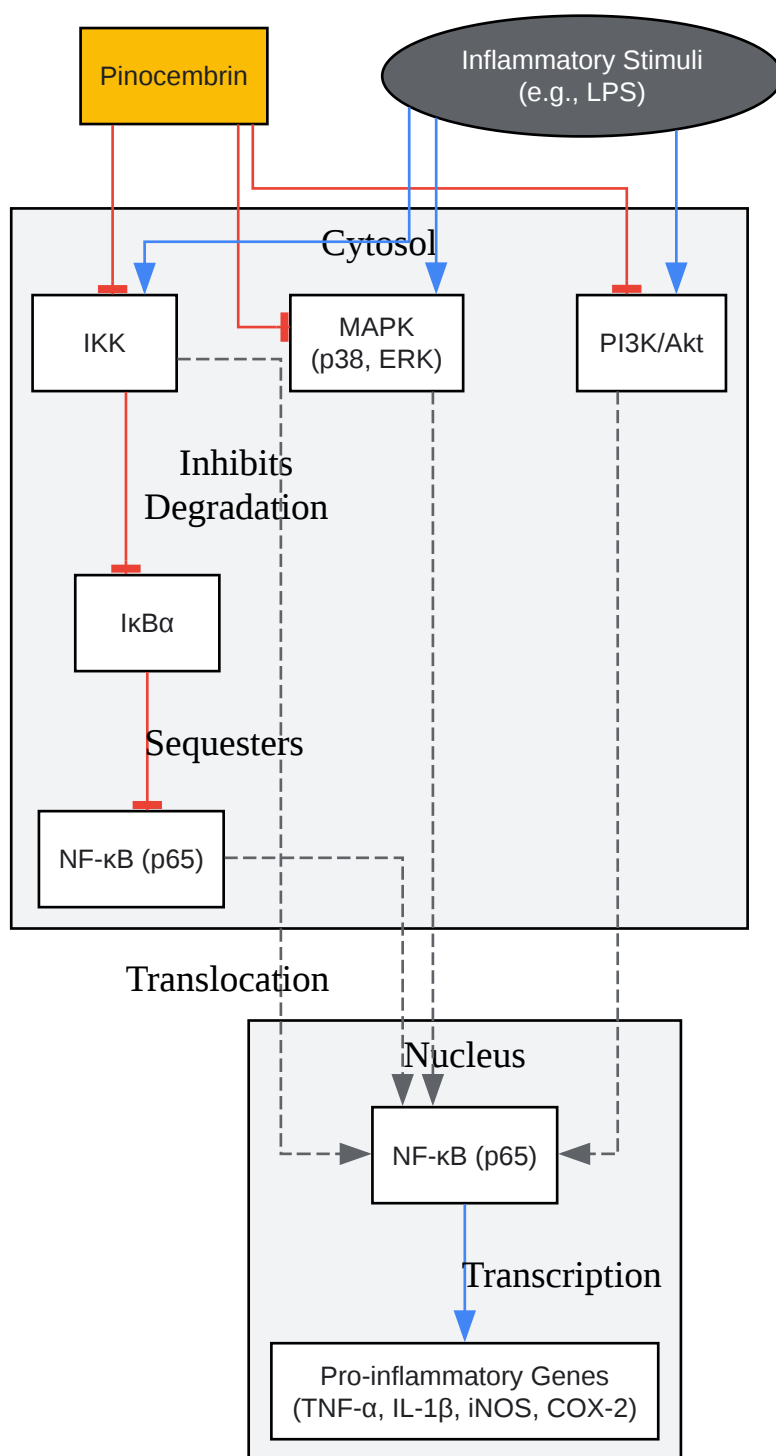 Pinocembrin
Inflammatory Stimuli
(e.g., LPS)
Cytosol
IKK
MAPK
(p38, ERK)
PI3K/Akt
Inhibits
Degradation
IκBα
Sequesters
NF-κB (p65)
Translocation
Nucleus
NF-κB (p65)
Transcription
Pro-inflammatory Genes
(TNF-α, IL-1β, iNOS, COX-2)